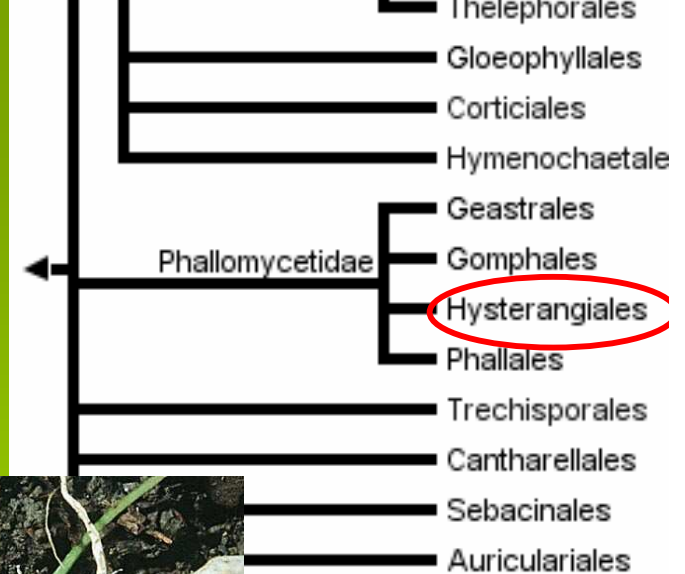 Thelephorales
Gloeophyllales
Corticiales
Hymenochaetale
Geastrales
Phallomycetidae
Gomphales
Hysterangiales
Phallales
Trechisporales
Cantharellales
Sebacinales
Auriculariales